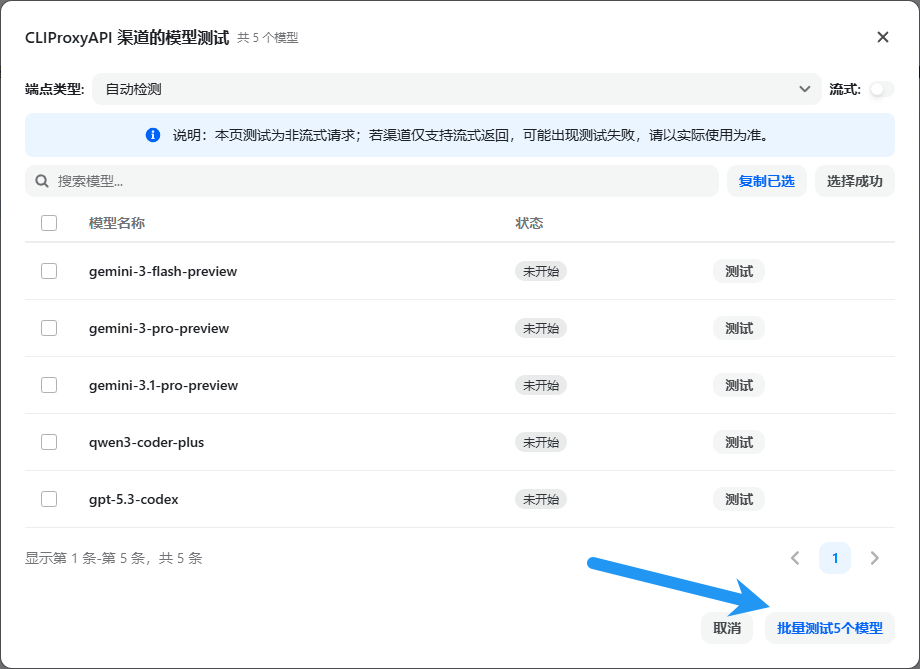 CLIProxyAPI 渠道的模型测试 共 5 个模型
端点类型: 自动检测 流式:
说明：本页测试为非流式请求；若渠道仅支持流式返回，可能出现测试失败，请以实际使用为准。
搜索模型... 复制已选 选择成功
模型名称 状态
gemini-3-flash-preview 未开始 测试
gemini-3-pro-preview 未开始 测试
gemini-3.1-pro-preview 未开始 测试
qwen3-coder-plus 未开始 测试
gpt-5.3-codex 未开始 测试
显示第 1 条-第 5 条，共 5 条 1
取消 批量测试5个模型